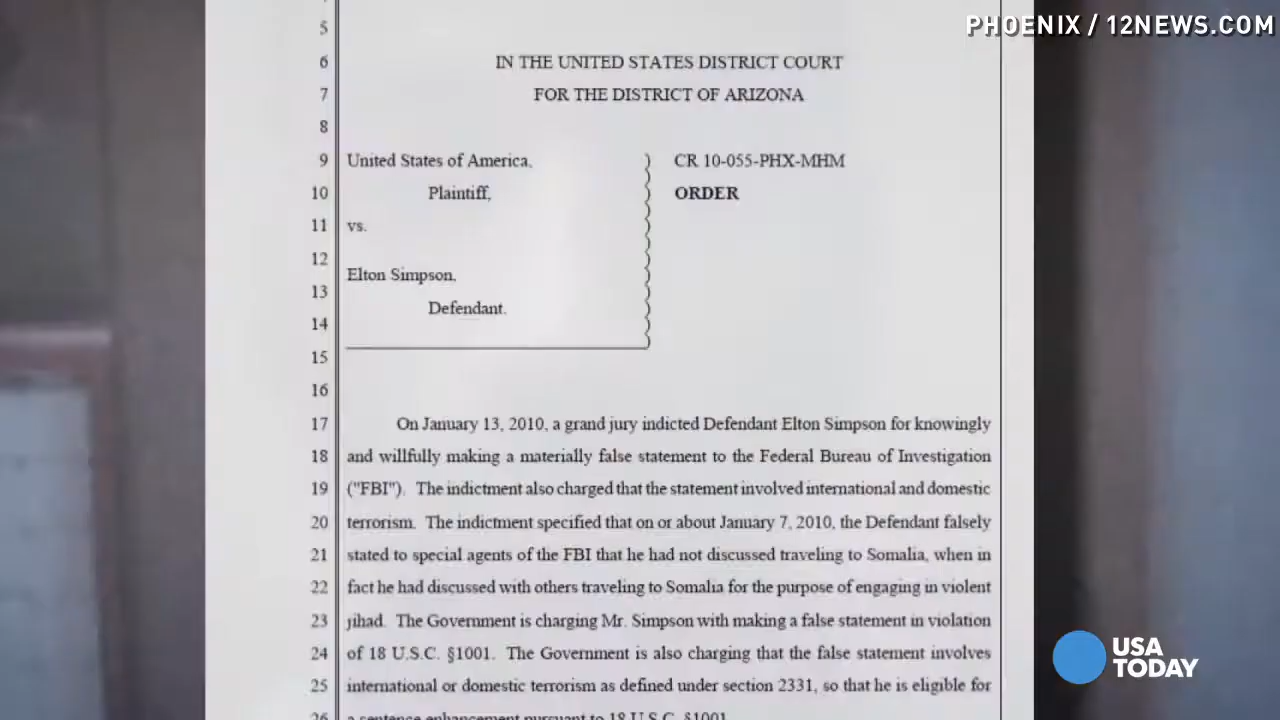 PHOENIX / 12NEWS.COM
5
6 IN THE UNITED STATES DISTRICT COURT
7 FOR THE DISTRICT OF ARIZONA
8
9 United States of America, ) CR 10-055-PHX-MHM
10 Plaintiff, ORDER
11 vs.
12
Elton Simpson,
13
Defendant.
14
15
16
17 On January 13, 2010, a grand jury indicted Defendant Elton Simpson for knowingly
18 and willfully making a materially false statement to the Federal Bureau of Investigation
19 ("FBI"). The indictment also charged that the statement involved international and domestic
20 terrorism. The indictment specified that on or about January 7, 2010, the Defendant falsely
21 stated to special agents of the FBI that he had not discussed traveling to Somalia, when in
22 fact he had discussed with others traveling to Somalia for the purpose of engaging in violent
23 jihad. The Government is charging Mr. Simpson with making a false statement in violation
24 of 18 U.S.C. §1001. The Government is also charging that the false statement involves
25 international or domestic terrorism as defined under section 2331, so that he is eligible for
26 a sentence enhancement pursuant to 18 U.S.C. §1001.
USA
TODAY